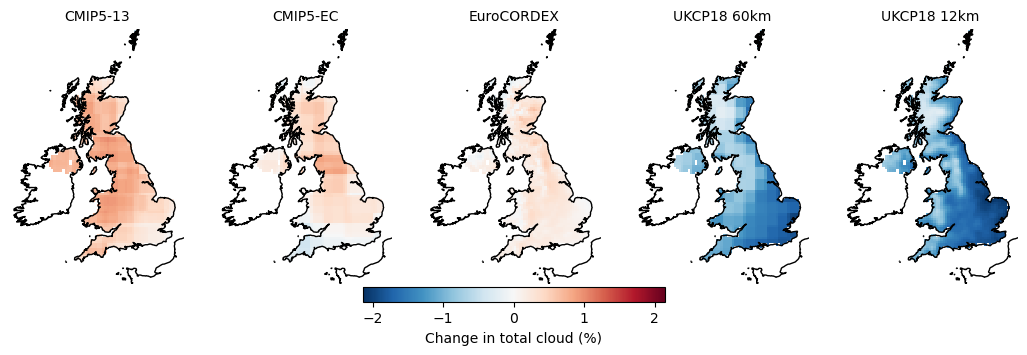 CMIP5-13 CMIP5-EC EuroCORDEX UKCP18 60km UKCP18 12km
−2 −1 0 1 2
Change in total cloud (%)